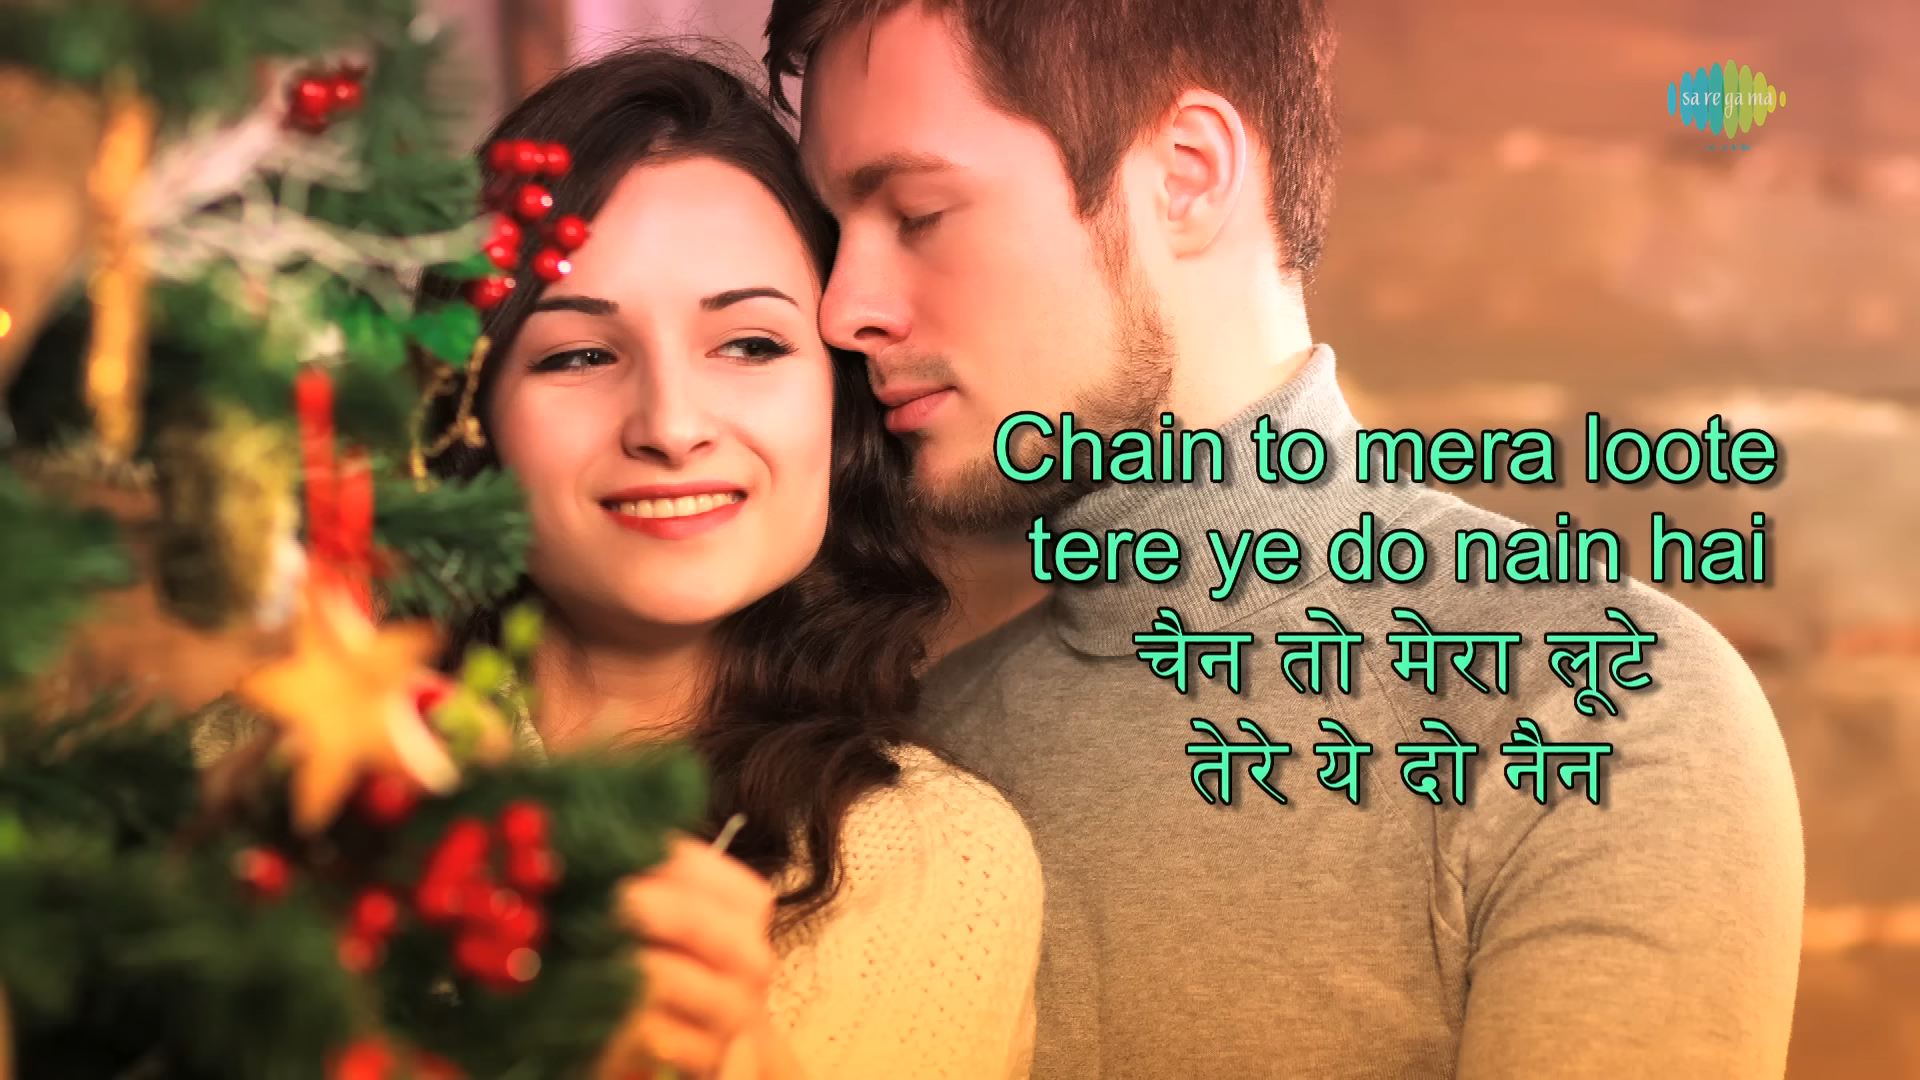 sa re ga ma
Chain to mera loote
tere ye do nain hai
चैन तो मेरा लूटे
तेरे ये दो नैन